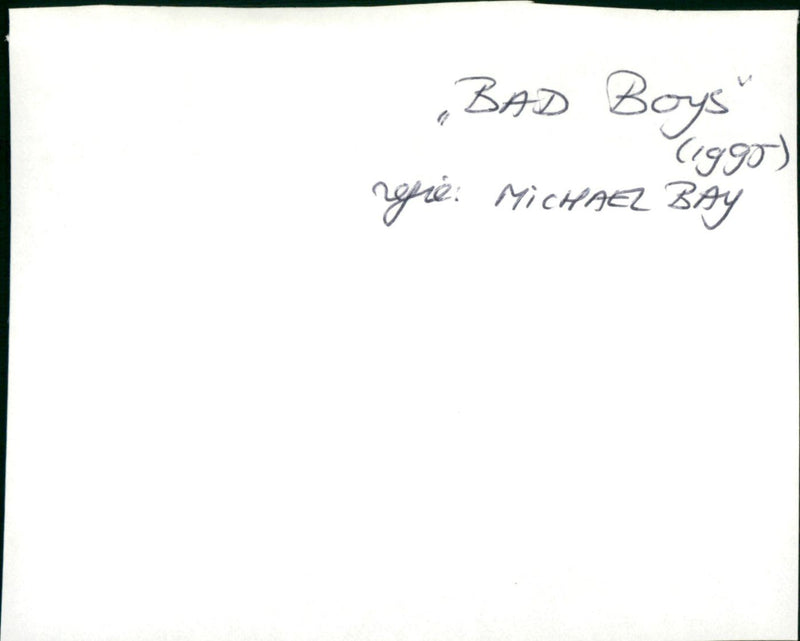 „BAD Boys"
(1995)
regie: MICHAEL BAY